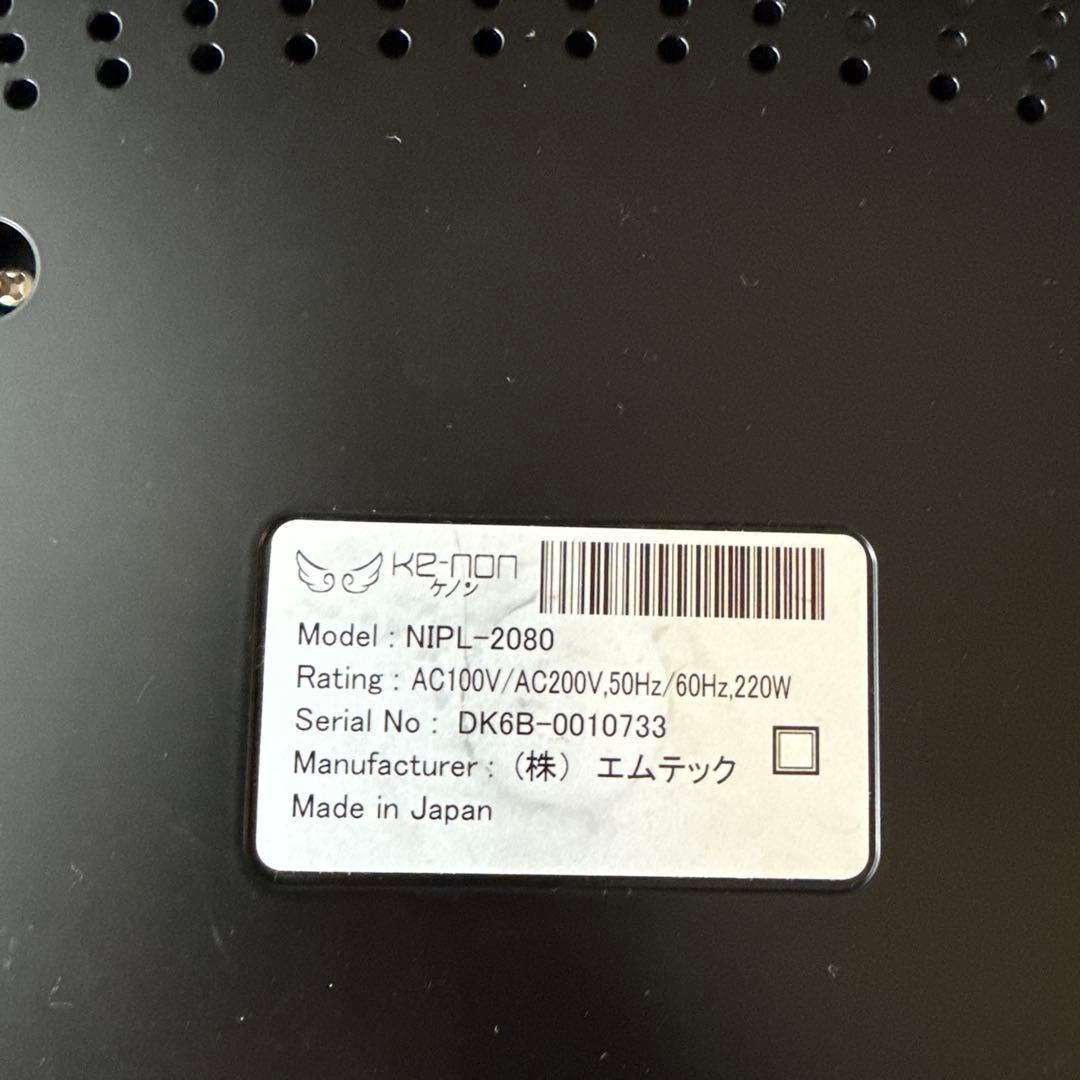 ke-non
ケノン
Model : NIPL-2080
Rating : AC100V/AC200V,50Hz/60Hz,220W
Serial No : DK6B-0010733
Manufacturer : （株） エムテック
Made in Japan